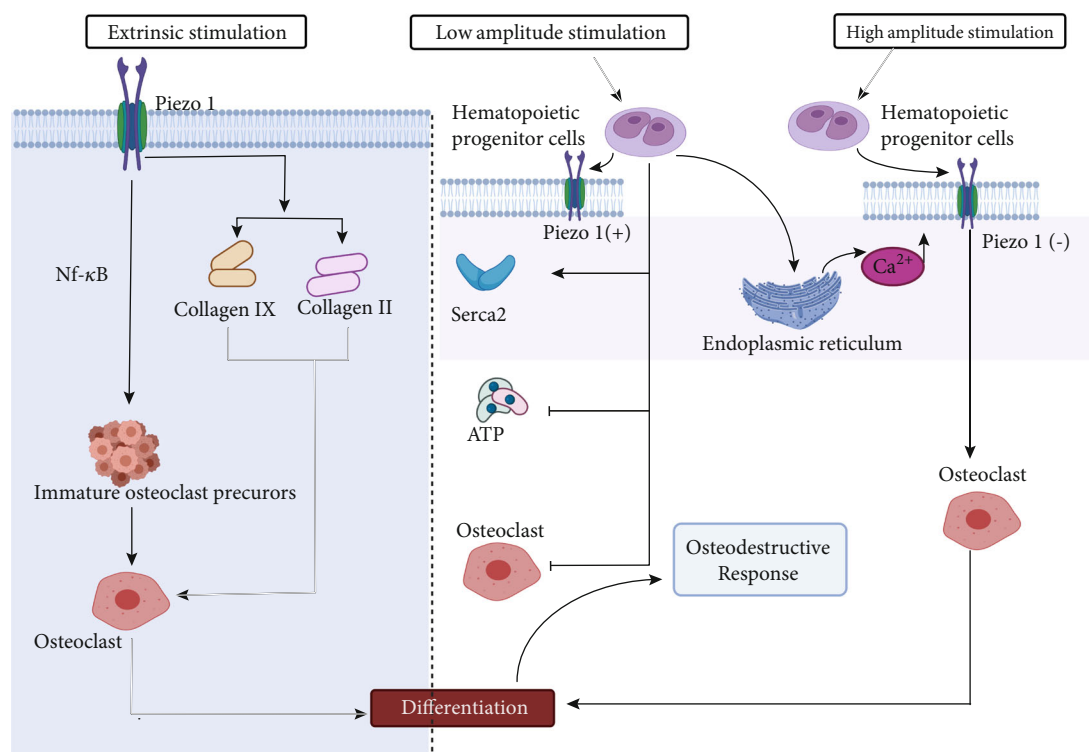 Extrinsic stimulation
Piezo 1
Nf-κB
Collagen IX
Collagen II
Immature osteoclast precurors
Osteoclast
Low amplitude stimulation
Hematopoietic
progenitor cells
Piezo 1(+)
Serca2
Endoplasmic reticulum
Ca²⁺
ATP
Osteoclast
Osteodestructive
Response
High amplitude stimulation
Hematopoietic
progenitor cells
Piezo 1 (-)
Osteoclast
Differentiation